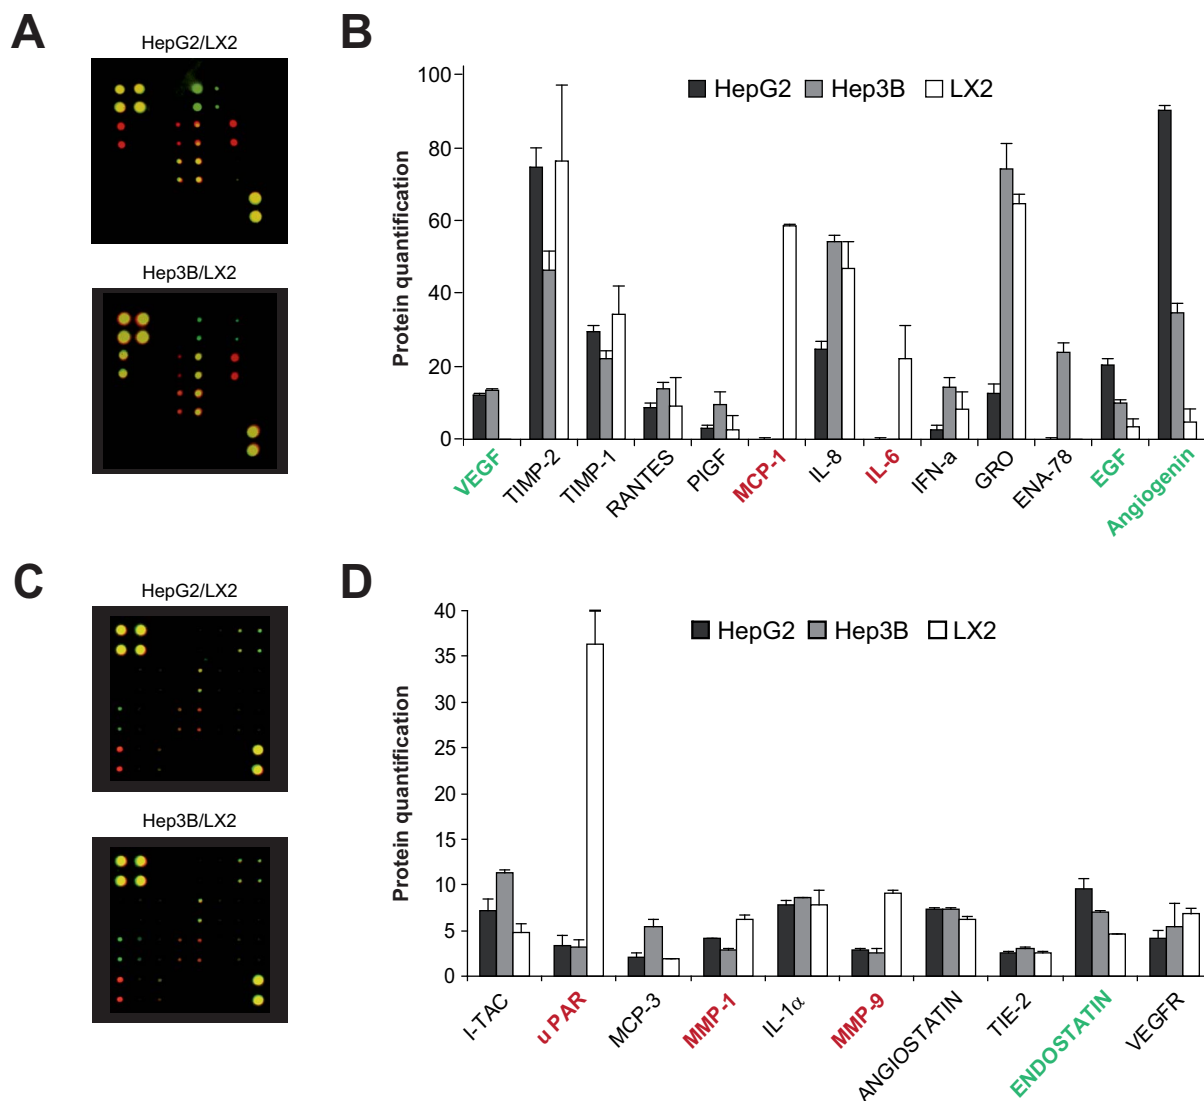 A
HepG2/LX2
Hep3B/LX2
B
HepG2 Hep3B LX2
Protein quantification
100
80
60
40
20
0
VEGF
TIMP-2
TIMP-1
RANTES
PIGF
MCP-1
IL-8
IL-6
IFN-a
GRO
ENA-78
EGF
Angiogenin
C
HepG2/LX2
Hep3B/LX2
D
HepG2 Hep3B LX2
Protein quantification
40
35
30
25
20
15
10
5
0
I-TAC
u PAR
MCP-3
MMP-1
IL-1α
MMP-9
ANGIOSTATIN
TIE-2
ENDOSTATIN
VEGFR